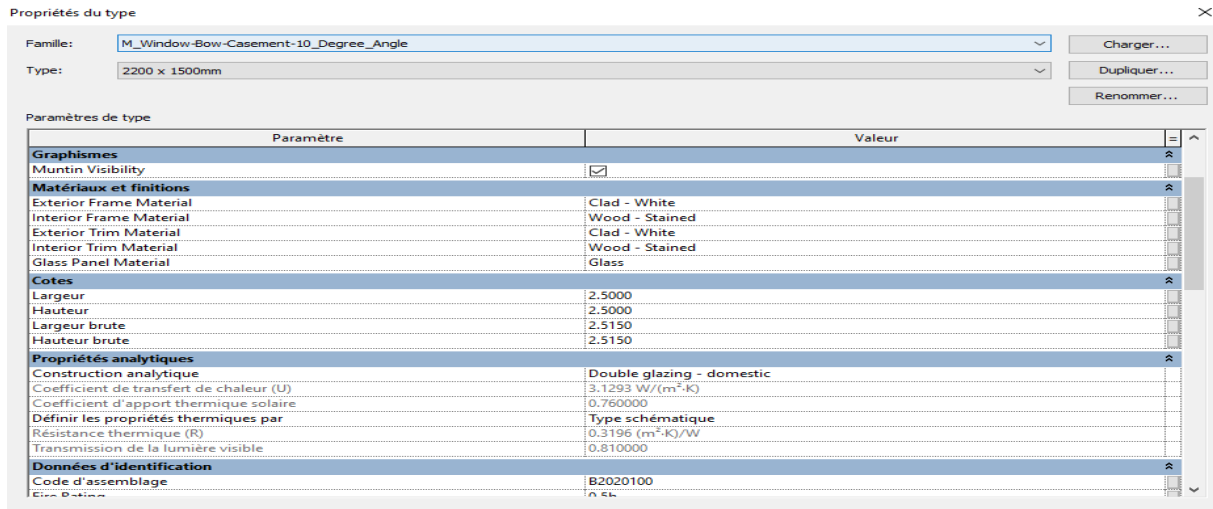 Propriétés du type
Famille: M_Window-Bow-Casement-10_Degree_Angle Charger...
Type: 2200 x 1500mm Dupliquer...
Renommer...
Paramètres de type
Paramètre Valeur =
Graphismes
Muntin Visibility
Matériaux et finitions
Exterior Frame Material Clad - White
Interior Frame Material Wood - Stained
Exterior Trim Material Clad - White
Interior Trim Material Wood - Stained
Glass Panel Material Glass
Cotes
Largeur 2.5000
Hauteur 2.5000
Largeur brute 2.5150
Hauteur brute 2.5150
Propriétés analytiques
Construction analytique Double glazing - domestic
Coefficient de transfert de chaleur (U) 3.1293 W/(m²·K)
Coefficient d'apport thermique solaire 0.760000
Définir les propriétés thermiques par Type schématique
Résistance thermique (R) 0.3196 (m²·K)/W
Transmission de la lumière visible 0.810000
Données d'identification
Code d'assemblage B2020100
Fire Rating 0.5h